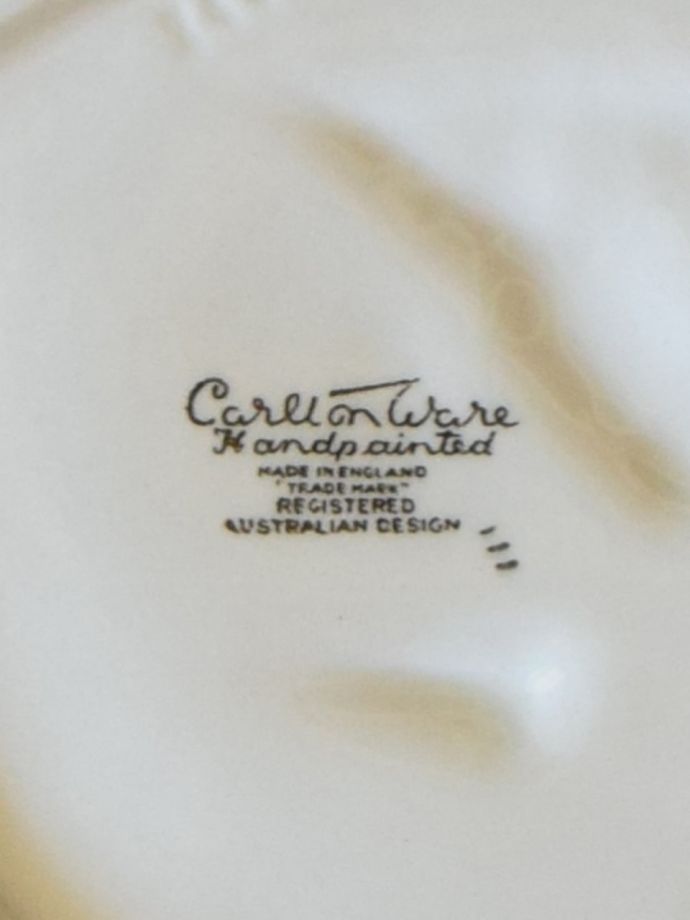 Carlton Ware
Handpainted
MADE IN ENGLAND
"TRADE MARK"
REGISTERED
AUSTRALIAN DESIGN